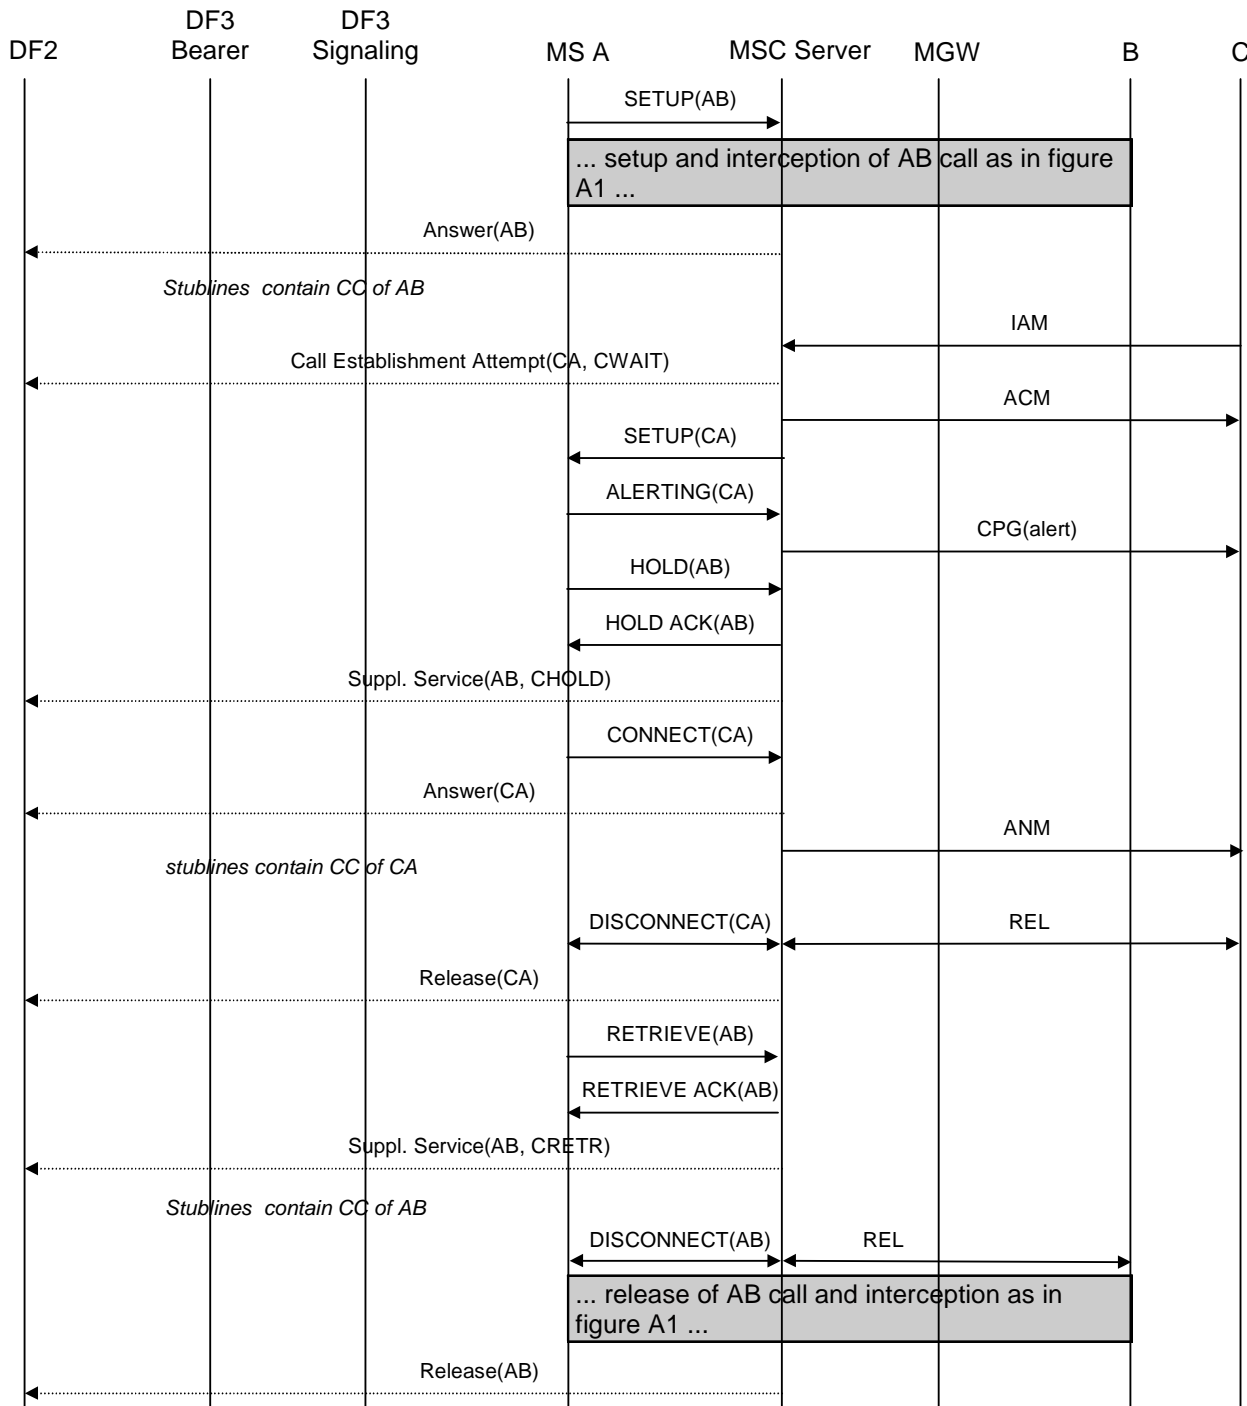 DF2
DF3
Bearer
DF3
Signaling
MS A
MSC Server
MGW
B
C
SETUP(AB)
... setup and interception of AB call as in figure
A1 ...
Answer(AB)
Stublines contain CC of AB
IAM
Call Establishment Attempt(CA, CWAIT)
ACM
SETUP(CA)
ALERTING(CA)
CPG(alert)
HOLD(AB)
HOLD ACK(AB)
Suppl. Service(AB, CHOLD)
CONNECT(CA)
Answer(CA)
ANM
stublines contain CC of CA
DISCONNECT(CA)
REL
Release(CA)
RETRIEVE(AB)
RETRIEVE ACK(AB)
Suppl. Service(AB, CRETR)
Stublines contain CC of AB
DISCONNECT(AB)
REL
... release of AB call and interception as in
figure A1 ...
Release(AB)